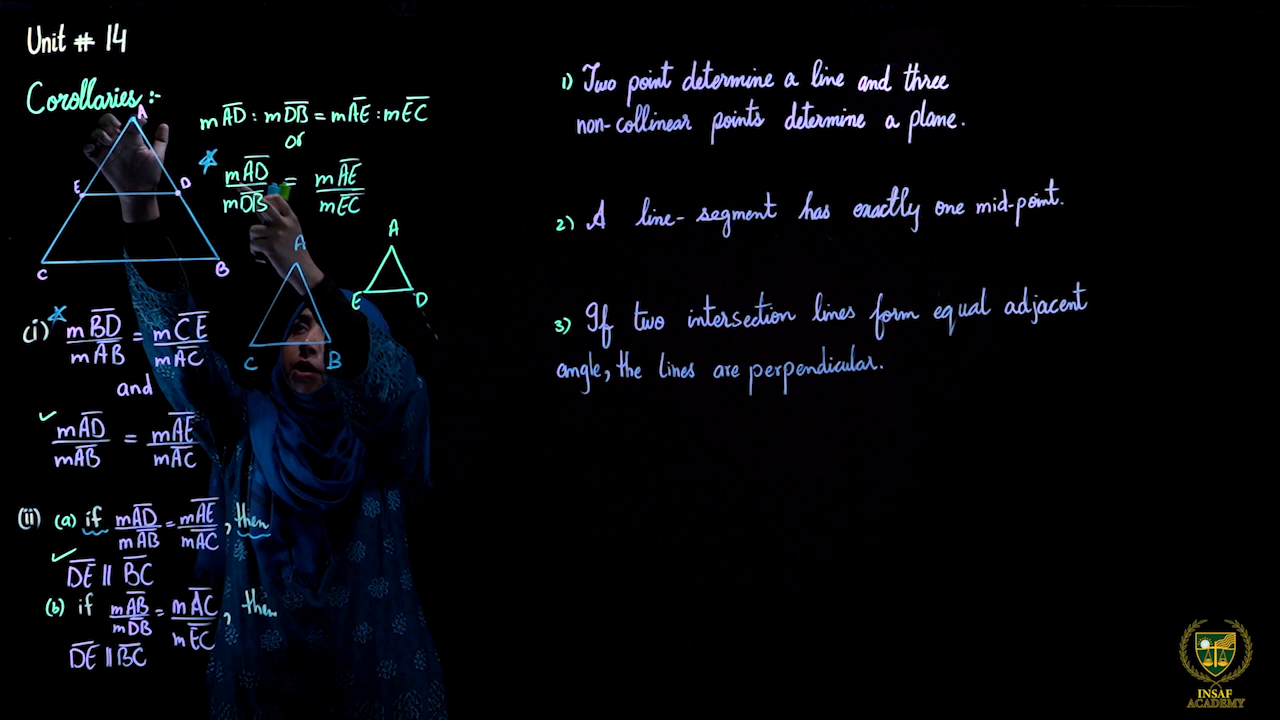 Unit # 14
Corollaries :-
A
E D
C B
mAD̅ : mDB̅ = mAE̅ : mEC̅
or
* mAD̅/mDB̅ = mAE̅/mEC̅
A
C B
A
E D
(i) * mBD̅/mAB̅ = mCE̅/mAC̅
and
✓ mAD̅/mAB̅ = mAE̅/mAC̅
(ii) (a) if mAD̅/mAB̅ = mAE̅/mAC̅, then
✓ DE̅ || BC̅
(b) if mAB̅/mDB̅ = mAC̅/mEC̅, then
DE̅ || BC̅
1) Two point determine a line and three
non-collinear points determine a plane.
2) A line-segment has exactly one mid-point.
3) If two intersection lines form equal adjacent
angle, the lines are perpendicular.
INSAF
ACADEMY